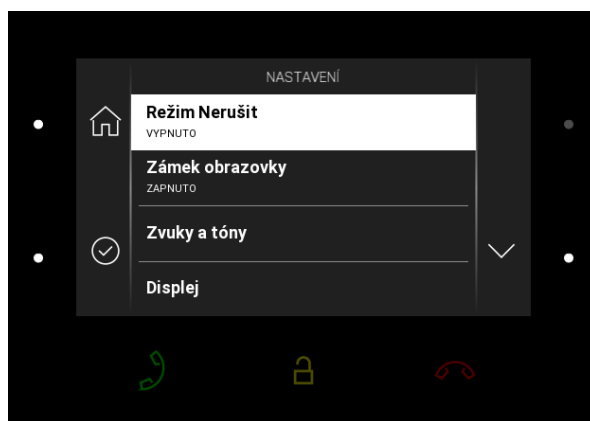 NASTAVENÍ
Režim Nerušit
VYPNUTO
Zámek obrazovky
ZAPNUTO
Zvuky a tóny
Displej